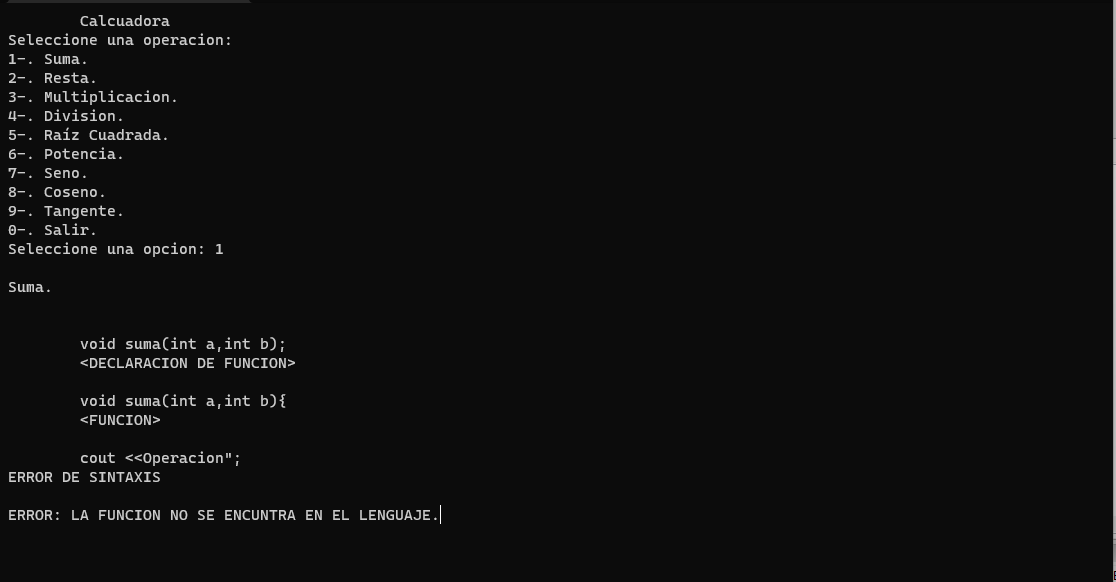 Calcuadora
Seleccione una operacion:
1-. Suma.
2-. Resta.
3-. Multiplicacion.
4-. Division.
5-. Raíz Cuadrada.
6-. Potencia.
7-. Seno.
8-. Coseno.
9-. Tangente.
0-. Salir.
Seleccione una opcion: 1
Suma.
void suma(int a,int b);
<DECLARACION DE FUNCION>
void suma(int a,int b){
<FUNCION>
cout <<Operacion";
ERROR DE SINTAXIS
ERROR: LA FUNCION NO SE ENCUNTRA EN EL LENGUAJE.